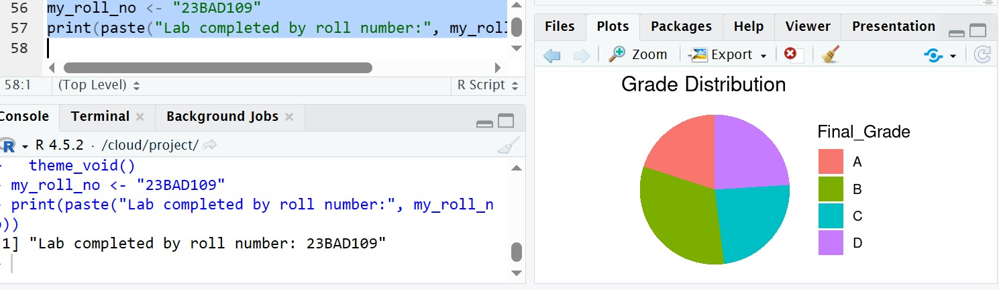 56 my_roll_no <- "23BAD109"
57 print(paste("Lab completed by roll number:", my_roll
58
58:1 (Top Level) R Script
Console Terminal Background Jobs
R 4.5.2 · /cloud/project/
theme_void()
my_roll_no <- "23BAD109"
print(paste("Lab completed by roll number:", my_roll_n
))
1] "Lab completed by roll number: 23BAD109"
Files Plots Packages Help Viewer Presentation
Zoom Export
Grade Distribution
Final_Grade
A
B
C
D